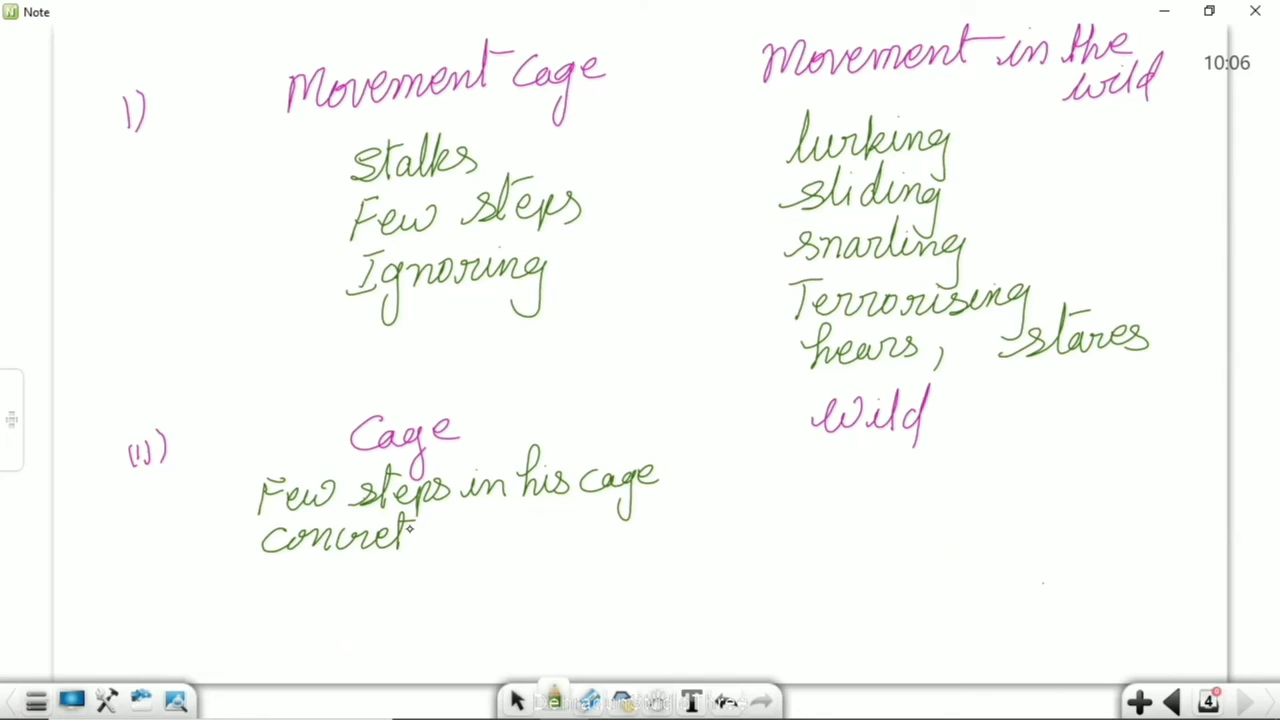 Note
10:06
Movement Cage
Movement in the wild
1)
Stalks
Few steps
Ignoring
lurking
sliding
snarling
Terrorising
hears, stares
(11)
Cage
Few steps in his cage
concret
wild
4